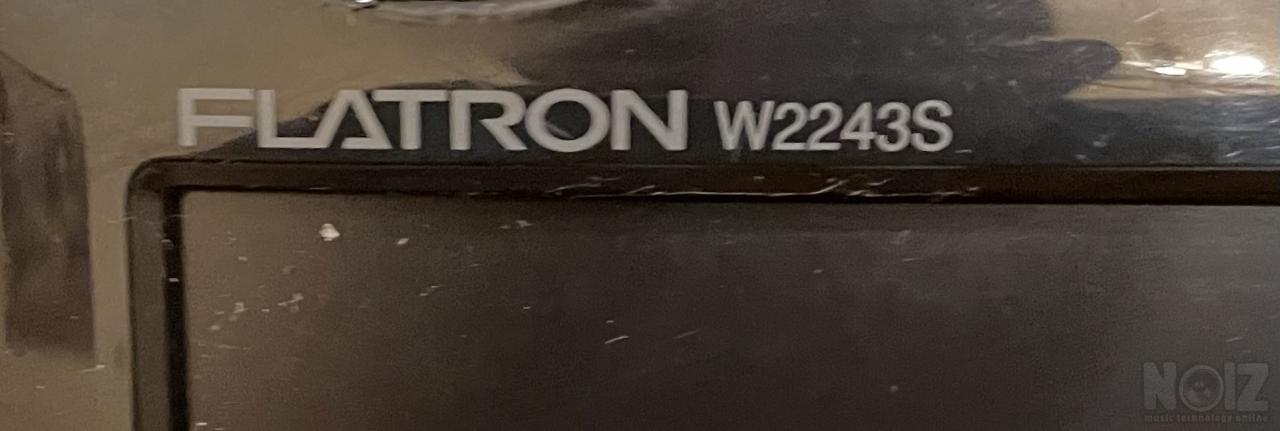 FLATRON W2243S
NOIZ
music technology online